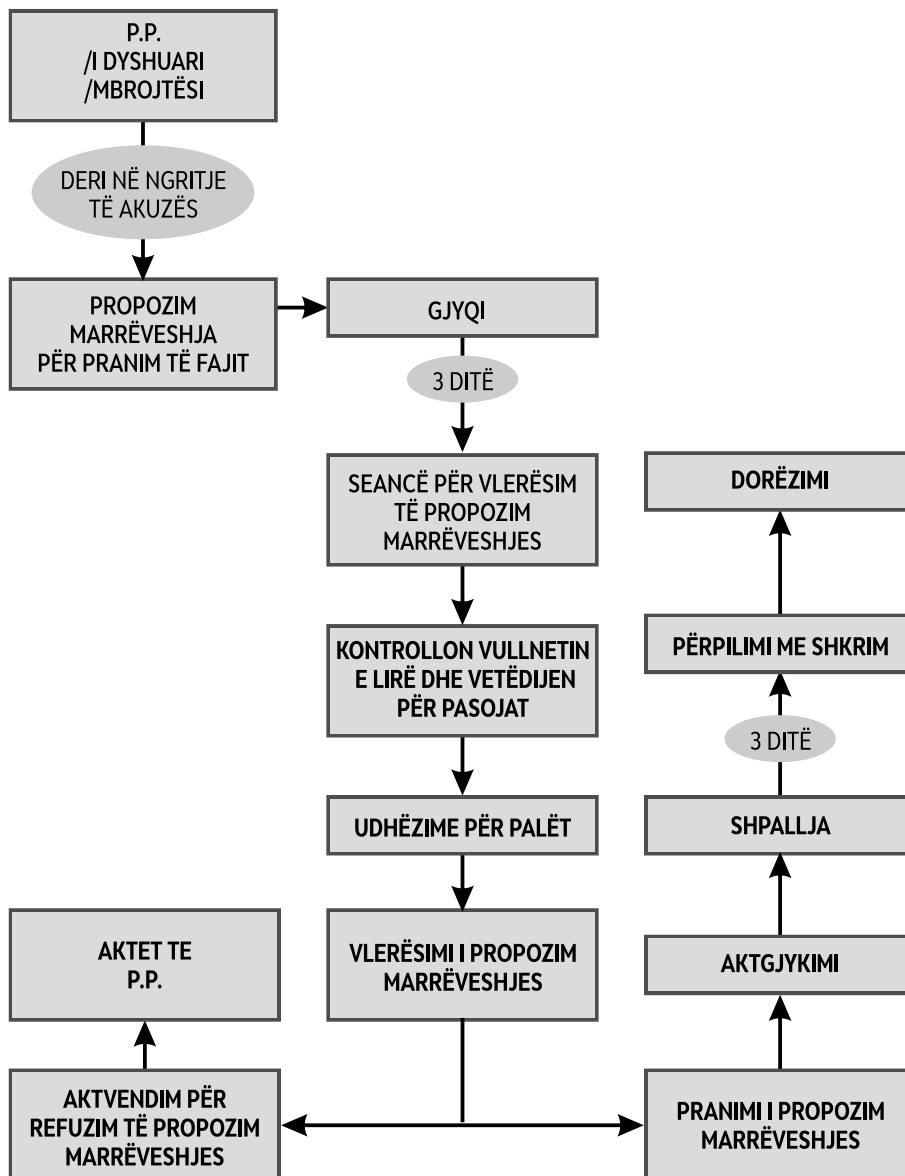 P.P.
/I DYSHUARI
/MBROJTËSI
DERI NË NGRITJE
TË AKUZËS
PROPOZIM
MARRËVESHJA
PËR PRANIM TË FAJIT
GJYQI
3 DITË
SEANCË PËR VLERËSIM
TË PROPOZIM
MARRËVESHJES
KONTROLLON VULLNETIN
E LIRË DHE VETËDIJEN
PËR PASOJAT
UDHËZIME PËR PALËT
VLERËSIMI I PROPOZIM
MARRËVESHJES
AKTVENDIM PËR
REFUZIM TË PROPOZIM
MARRËVESHJES
AKTET TE
P.P.
PRANIMI I PROPOZIM
MARRËVESHJES
AKTGJYKIMI
SHPALLJA
3 DITË
PËRPILIMI ME SHKRIM
DORËZIMI